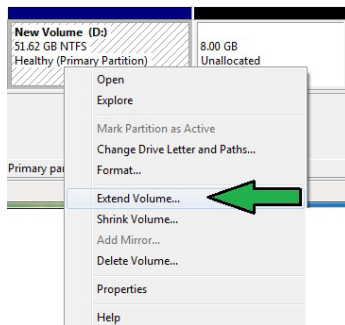 New Volume  (D:)
51.62 GB NTFS
Healthy (Primary Partition)
8.00 GB
Unallocated
Open
Explore
Mark Partition as Active
Change Drive Letter and Paths...
Format...
Primary par
Extend Volume...
Shrink Volume...
Add Mirror...
Delete Volume...
Properties
Help